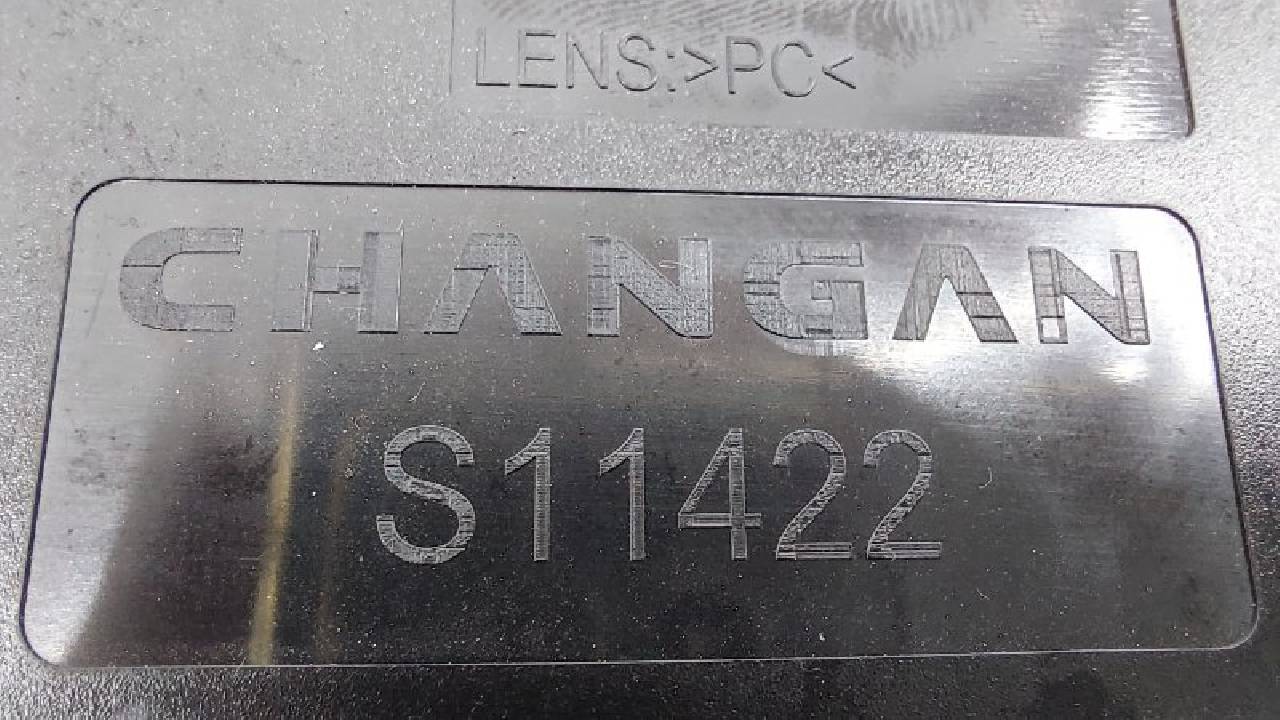 LENS:>PC<
CHANGAN
S11422